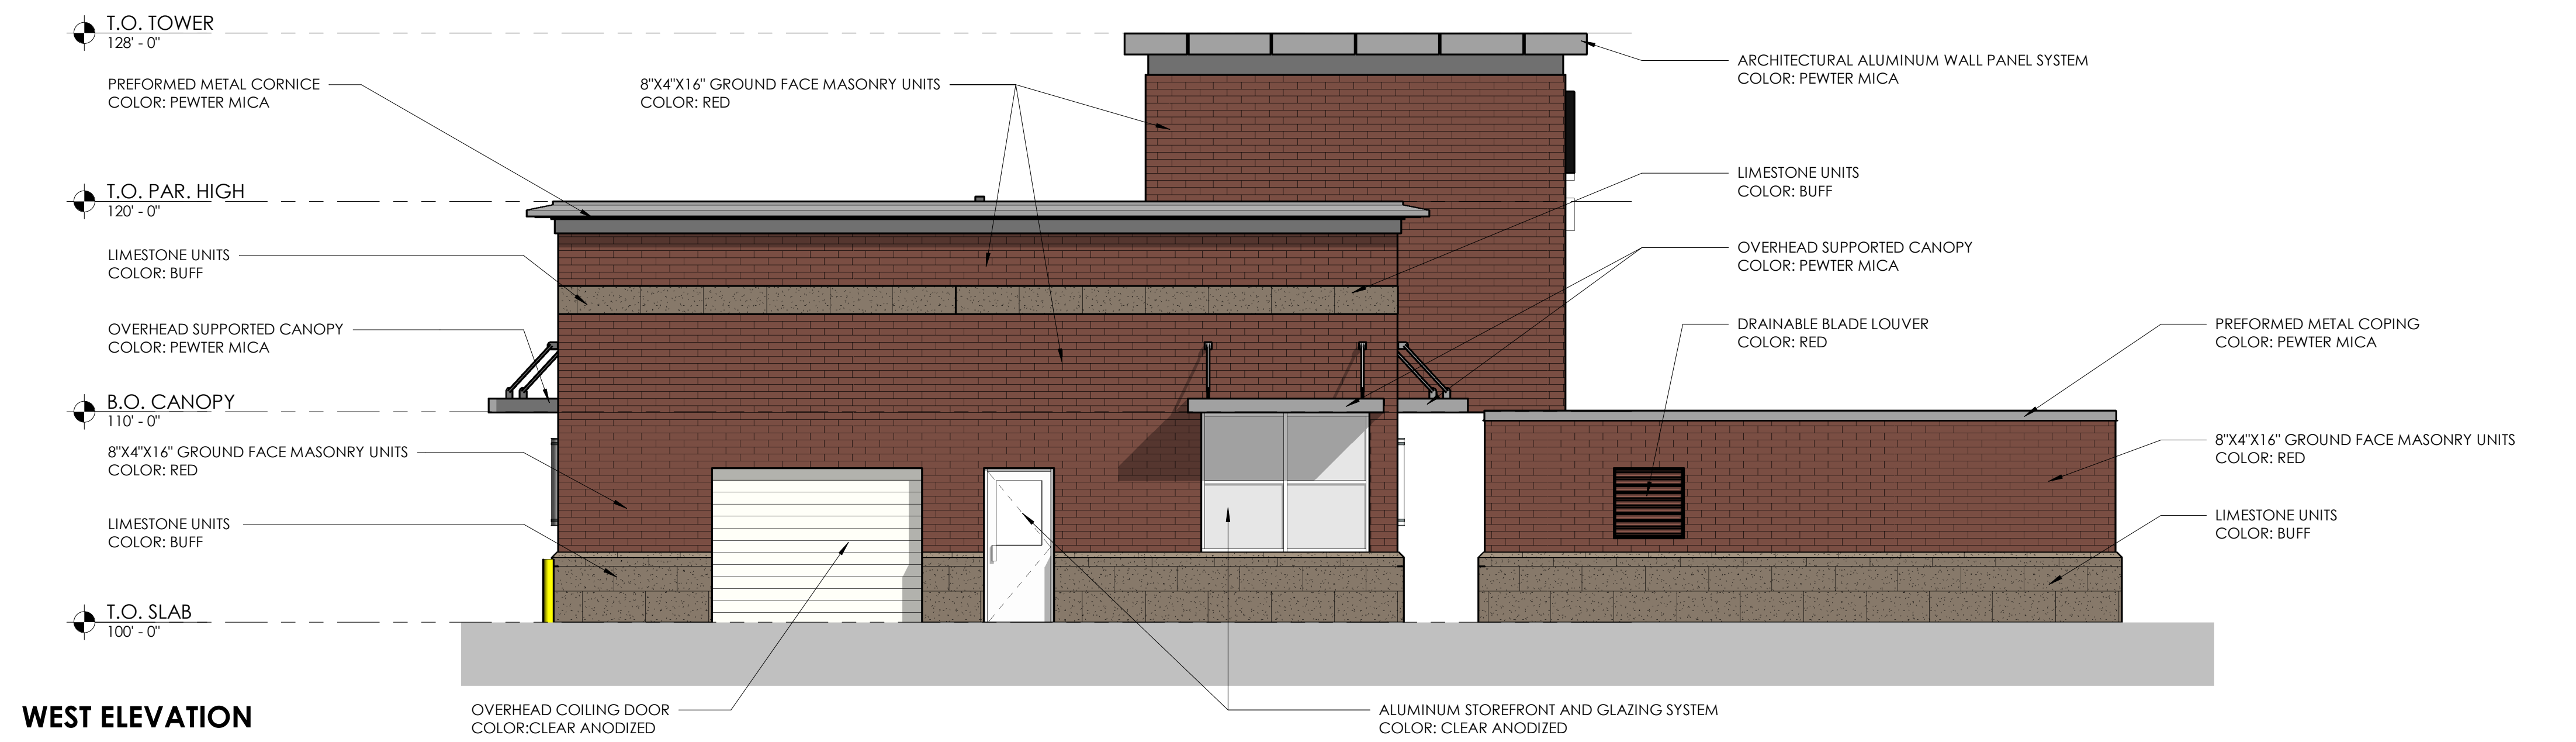 T.O. TOWER
128' - 0"
PREFORMED METAL CORNICE
COLOR: PEWTER MICA
8"X4"X16" GROUND FACE MASONRY UNITS
COLOR: RED
ARCHITECTURAL ALUMINUM WALL PANEL SYSTEM
COLOR: PEWTER MICA
T.O. PAR. HIGH
120' - 0"
LIMESTONE UNITS
COLOR: BUFF
LIMESTONE UNITS
COLOR: BUFF
OVERHEAD SUPPORTED CANOPY
COLOR: PEWTER MICA
OVERHEAD SUPPORTED CANOPY
COLOR: PEWTER MICA
DRAINABLE BLADE LOUVER
COLOR: RED
PREFORMED METAL COPING
COLOR: PEWTER MICA
B.O. CANOPY
110' - 0"
8"X4"X16" GROUND FACE MASONRY UNITS
COLOR: RED
8"X4"X16" GROUND FACE MASONRY UNITS
COLOR: RED
LIMESTONE UNITS
COLOR: BUFF
LIMESTONE UNITS
COLOR: BUFF
T.O. SLAB
100' - 0"
WEST ELEVATION
OVERHEAD COILING DOOR
COLOR:CLEAR ANODIZED
ALUMINUM STOREFRONT AND GLAZING SYSTEM
COLOR: CLEAR ANODIZED